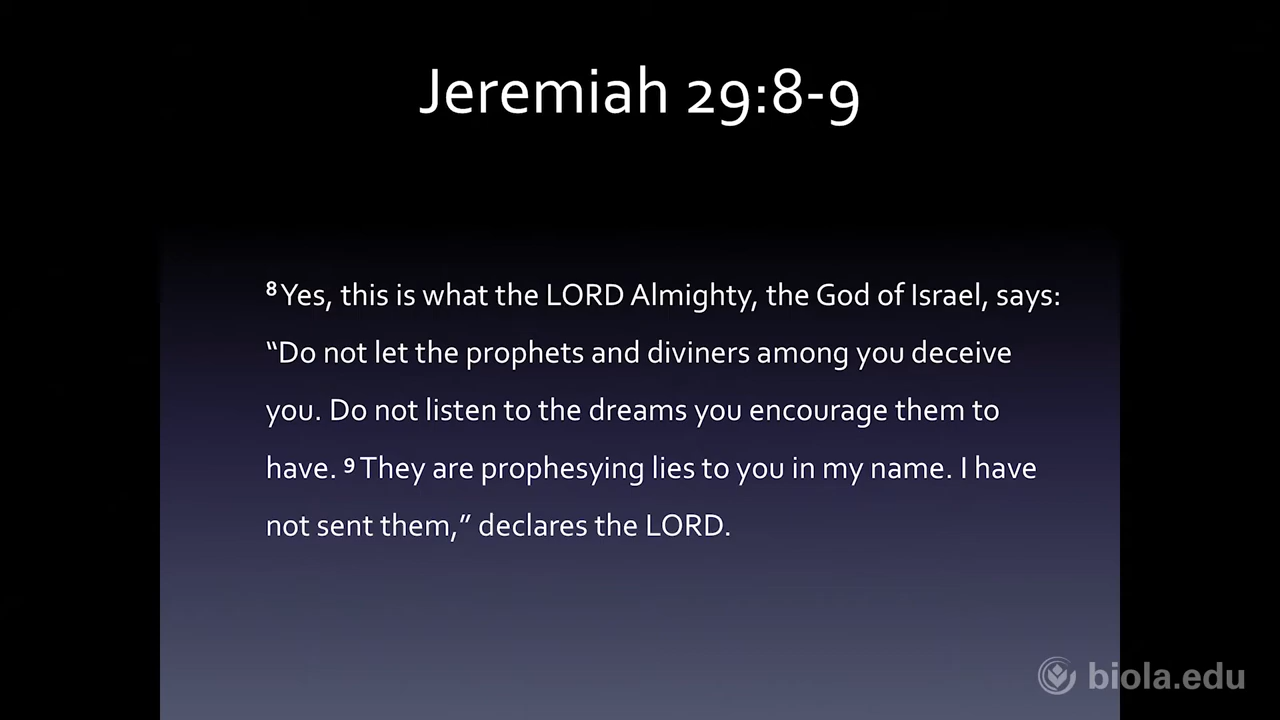 Jeremiah 29:8-9
⁸ Yes, this is what the LORD Almighty, the God of Israel, says:
“Do not let the prophets and diviners among you deceive
you. Do not listen to the dreams you encourage them to
have. ⁹ They are prophesying lies to you in my name. I have
not sent them,” declares the LORD.
biola.edu